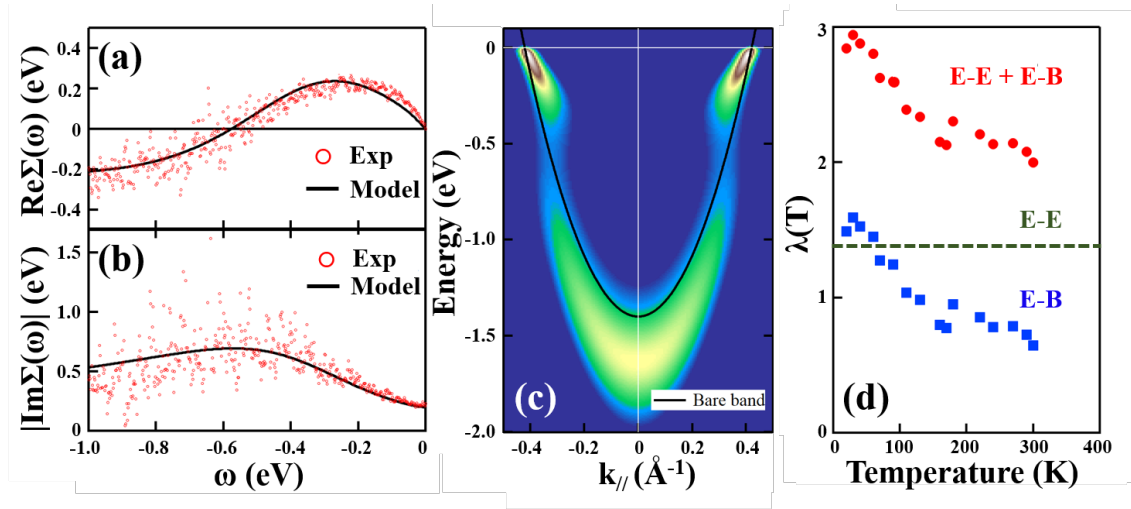 (a)
ReΣ(ω) (eV)
0.4
0.2
0
-0.2
-0.4
Exp
Model
(b)
|ImΣ(ω)| (eV)
1.5
1.0
0.5
0
Exp
Model
-1.0 -0.8 -0.6 -0.4 -0.2 0
ω (eV)
Energy (eV)
0
-0.5
-1.0
-1.5
-2.0
(c)
Bare band
-0.4 -0.2 0 0.2 0.4
k// (Å-1)
λ(T)
3
2
1
0
E-E + E-B
E-E
E-B
(d)
0 100 200 300 400
Temperature (K)